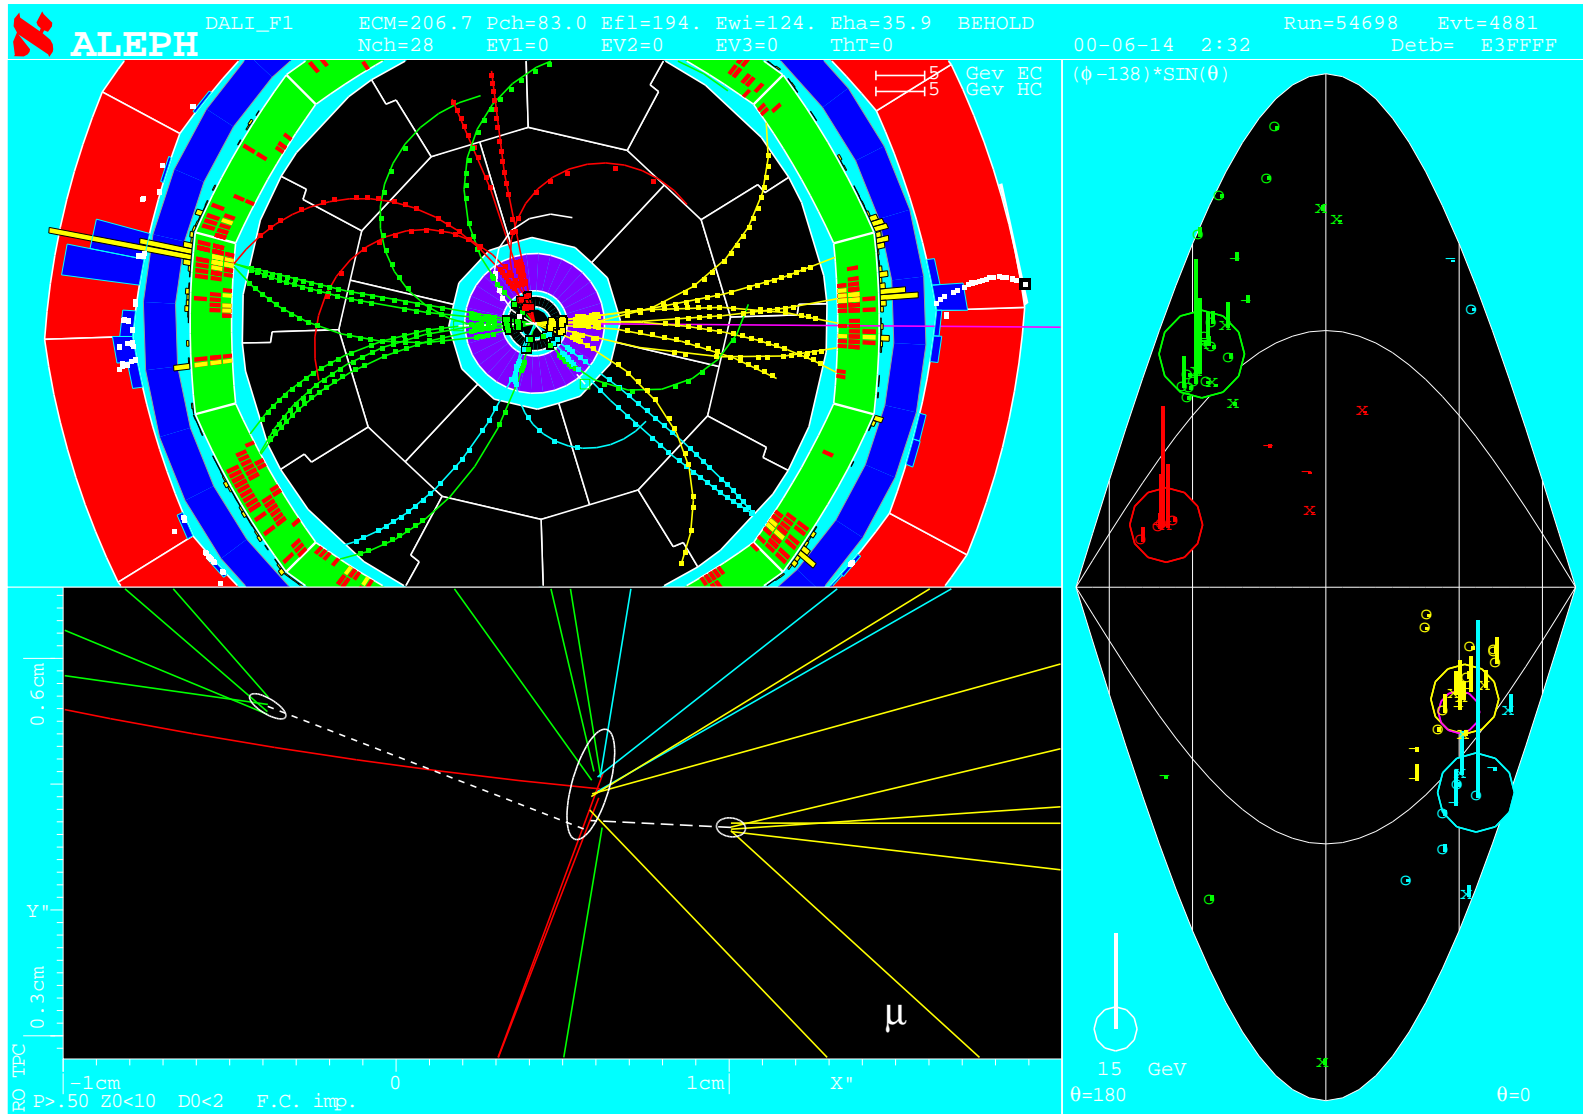 ALEPH DALI_F1 ECM=206.7 Pch=83.0 Efl=194. Ewi=124. Eha=35.9 BEHOLD Run=54698 Evt=4881
Nch=28 EV1=0 EV2=0 EV3=0 ThT=0 00-06-14 2:32 Detb= E3FFFF
5 Gev EC
5 Gev HC
(ϕ-138)*SIN(θ)
0.6cm
Y"
0.3cm
μ
15 GeV
θ=180 θ=0
-1cm 0 1cm X"
RO TPC
P>.50 Z0<10 D0<2 F.C. imp.